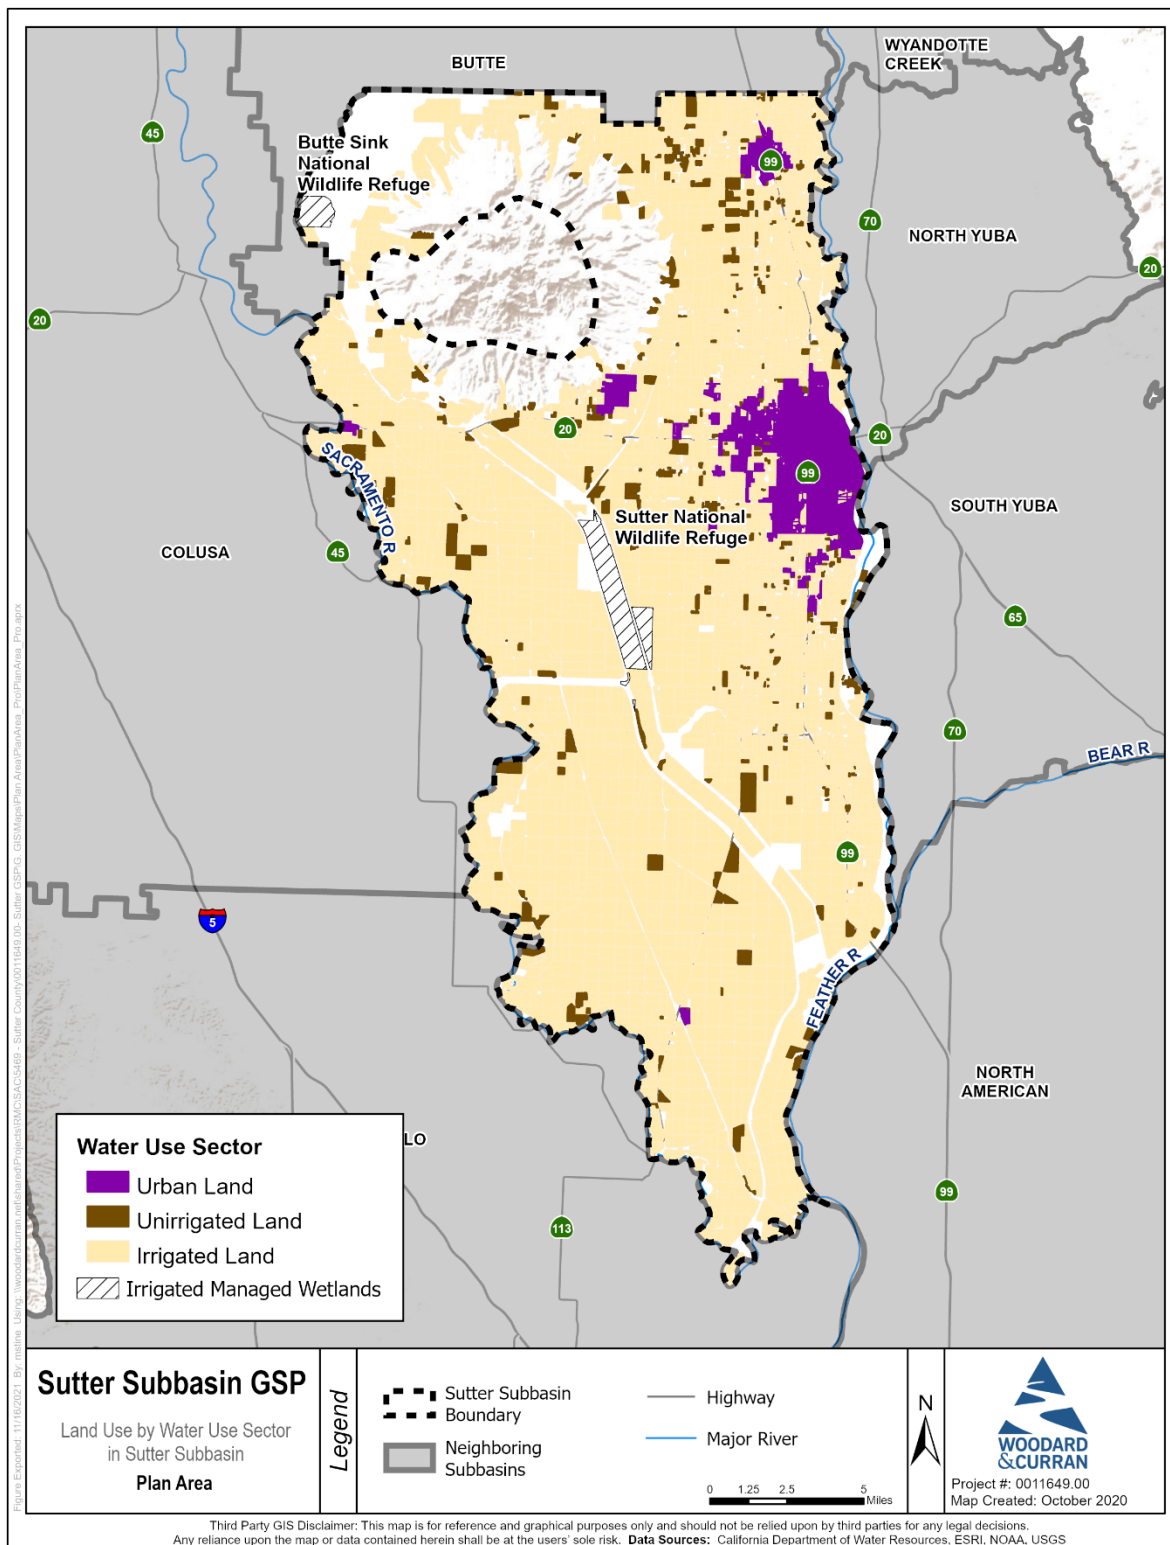 BUTTE
WYANDOTTE
CREEK
45
Butte Sink
National
Wildlife Refuge
99
70
NORTH YUBA
20
20
20
20
99
SACRAMENTO R
Sutter National
Wildlife Refuge
SOUTH YUBA
COLUSA
45
65
70
BEAR R
99
5
FEATHER R
NORTH
AMERICAN
LO
99
113
Water Use Sector
Urban Land
Unirrigated Land
Irrigated Land
Irrigated Managed Wetlands
Sutter Subbasin GSP
Land Use by Water Use Sector
in Sutter Subbasin
Plan Area
Legend
Sutter Subbasin
Boundary
Neighboring
Subbasins
Highway
Major River
0 1.25 2.5 5
Miles
N
WOODARD
&CURRAN
Project #: 0011649.00
Map Created: October 2020
Third Party GIS Disclaimer: This map is for reference and graphical purposes only and should not be relied upon by third parties for any legal decisions.
Any reliance upon the map or data contained herein shall be at the users' sole risk. Data Sources: California Department of Water Resources, ESRI, NOAA, USGS